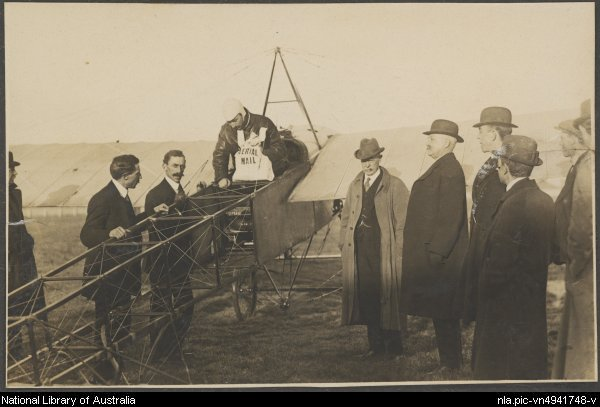 AERIAL
MAIL
National Library of Australia
nla.pic-vn4941748-v